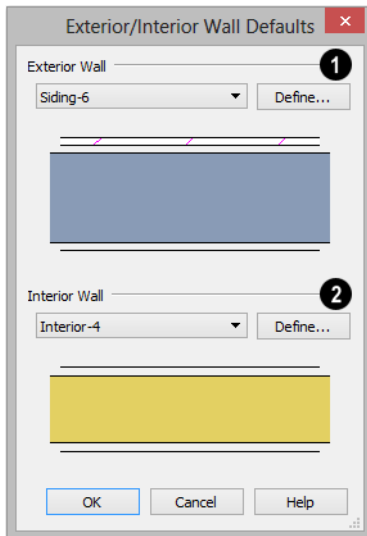 Exterior/Interior Wall Defaults
Exterior Wall 1
Siding-6 Define...
Interior Wall 2
Interior-4 Define...
OK Cancel Help